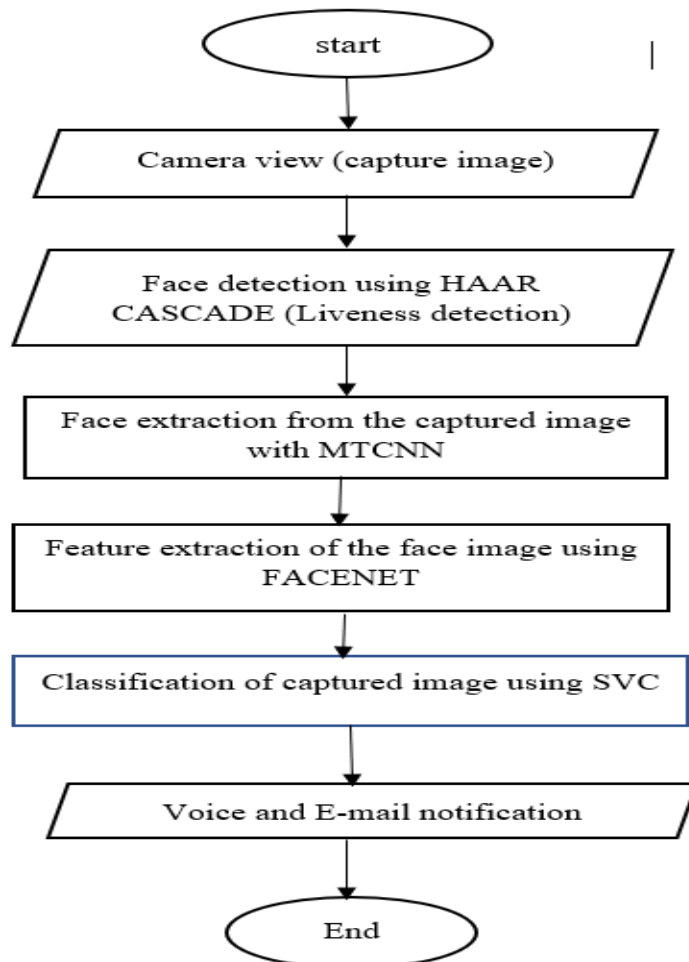 start
Camera view (capture image)
Face detection using HAAR
CASCADE (Liveness detection)
Face extraction from the captured image
with MTCNN
Feature extraction of the face image using
FACENET
Classification of captured image using SVC
Voice and E-mail notification
End